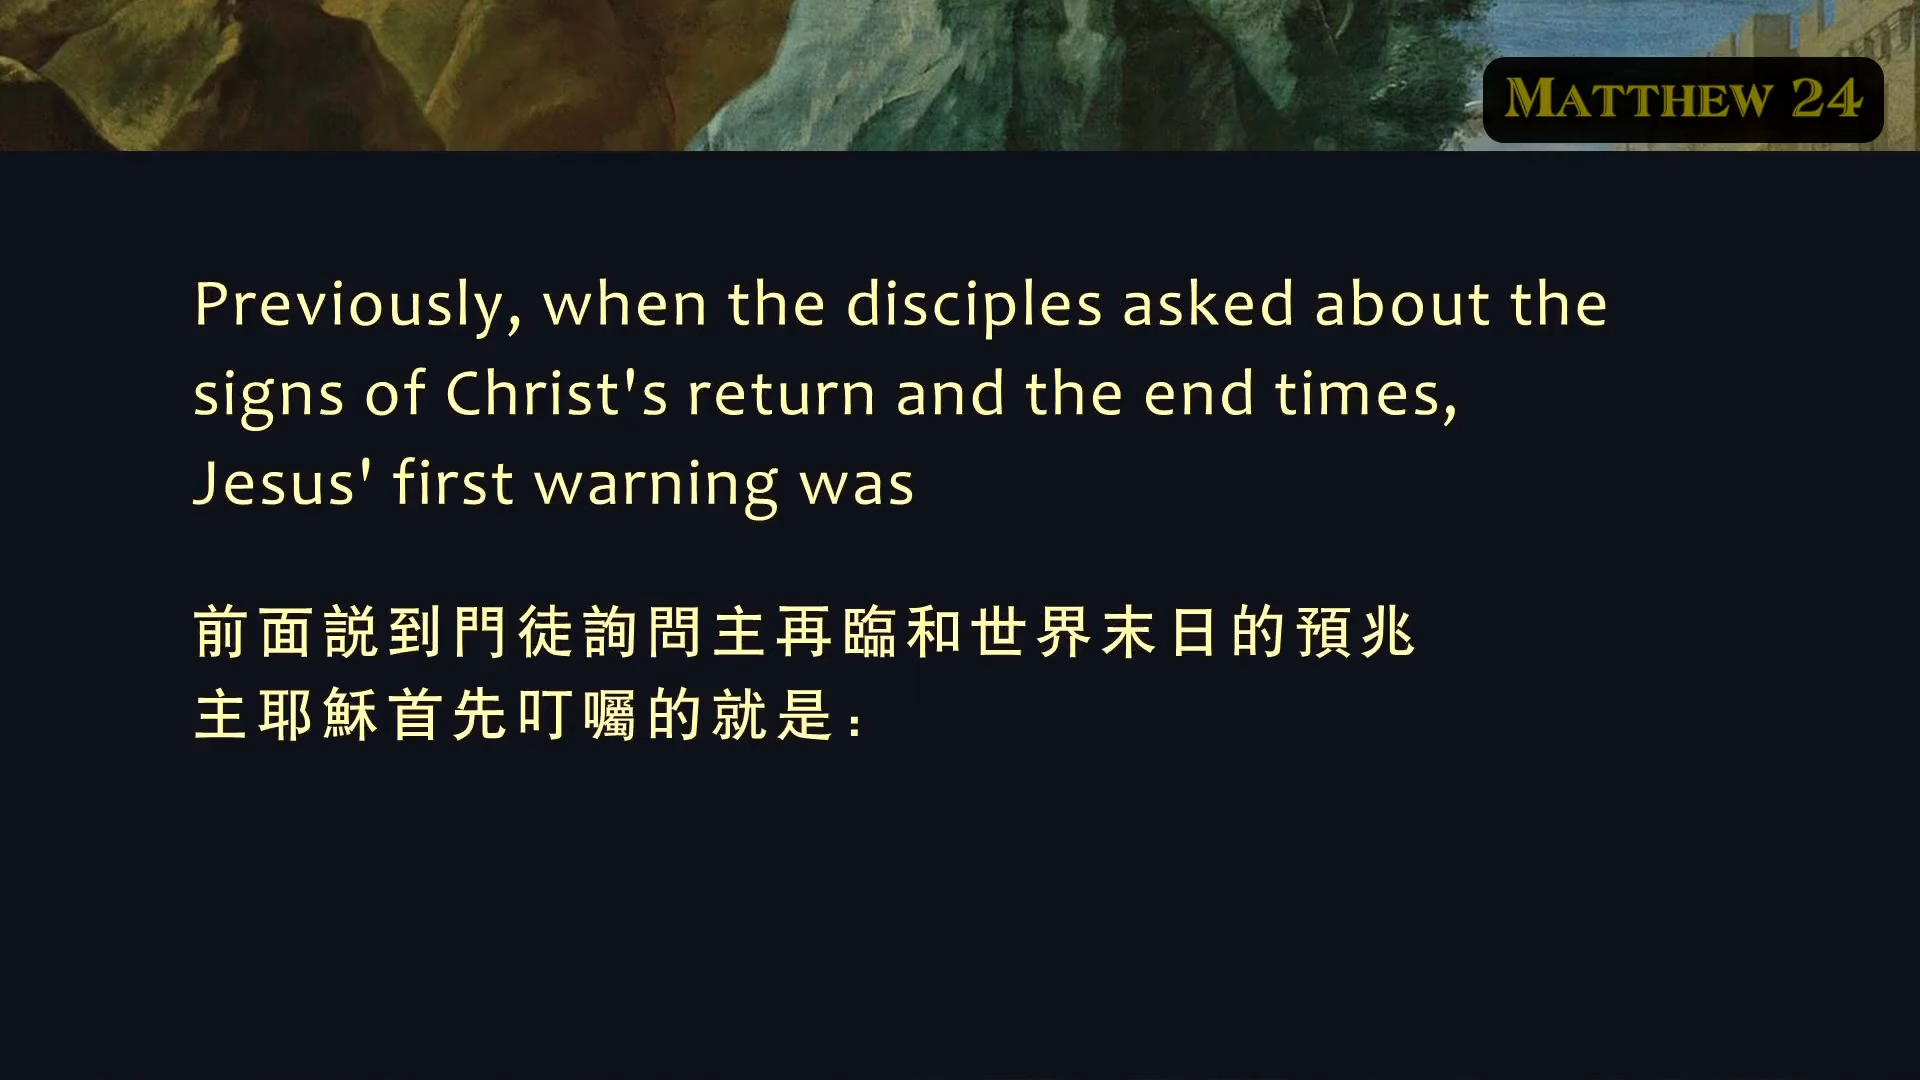 MATTHEW 24
Previously, when the disciples asked about the
signs of Christ's return and the end times,
Jesus' first warning was
前面説到門徒詢問主再臨和世界末日的預兆
主耶穌首先叮囑的就是：